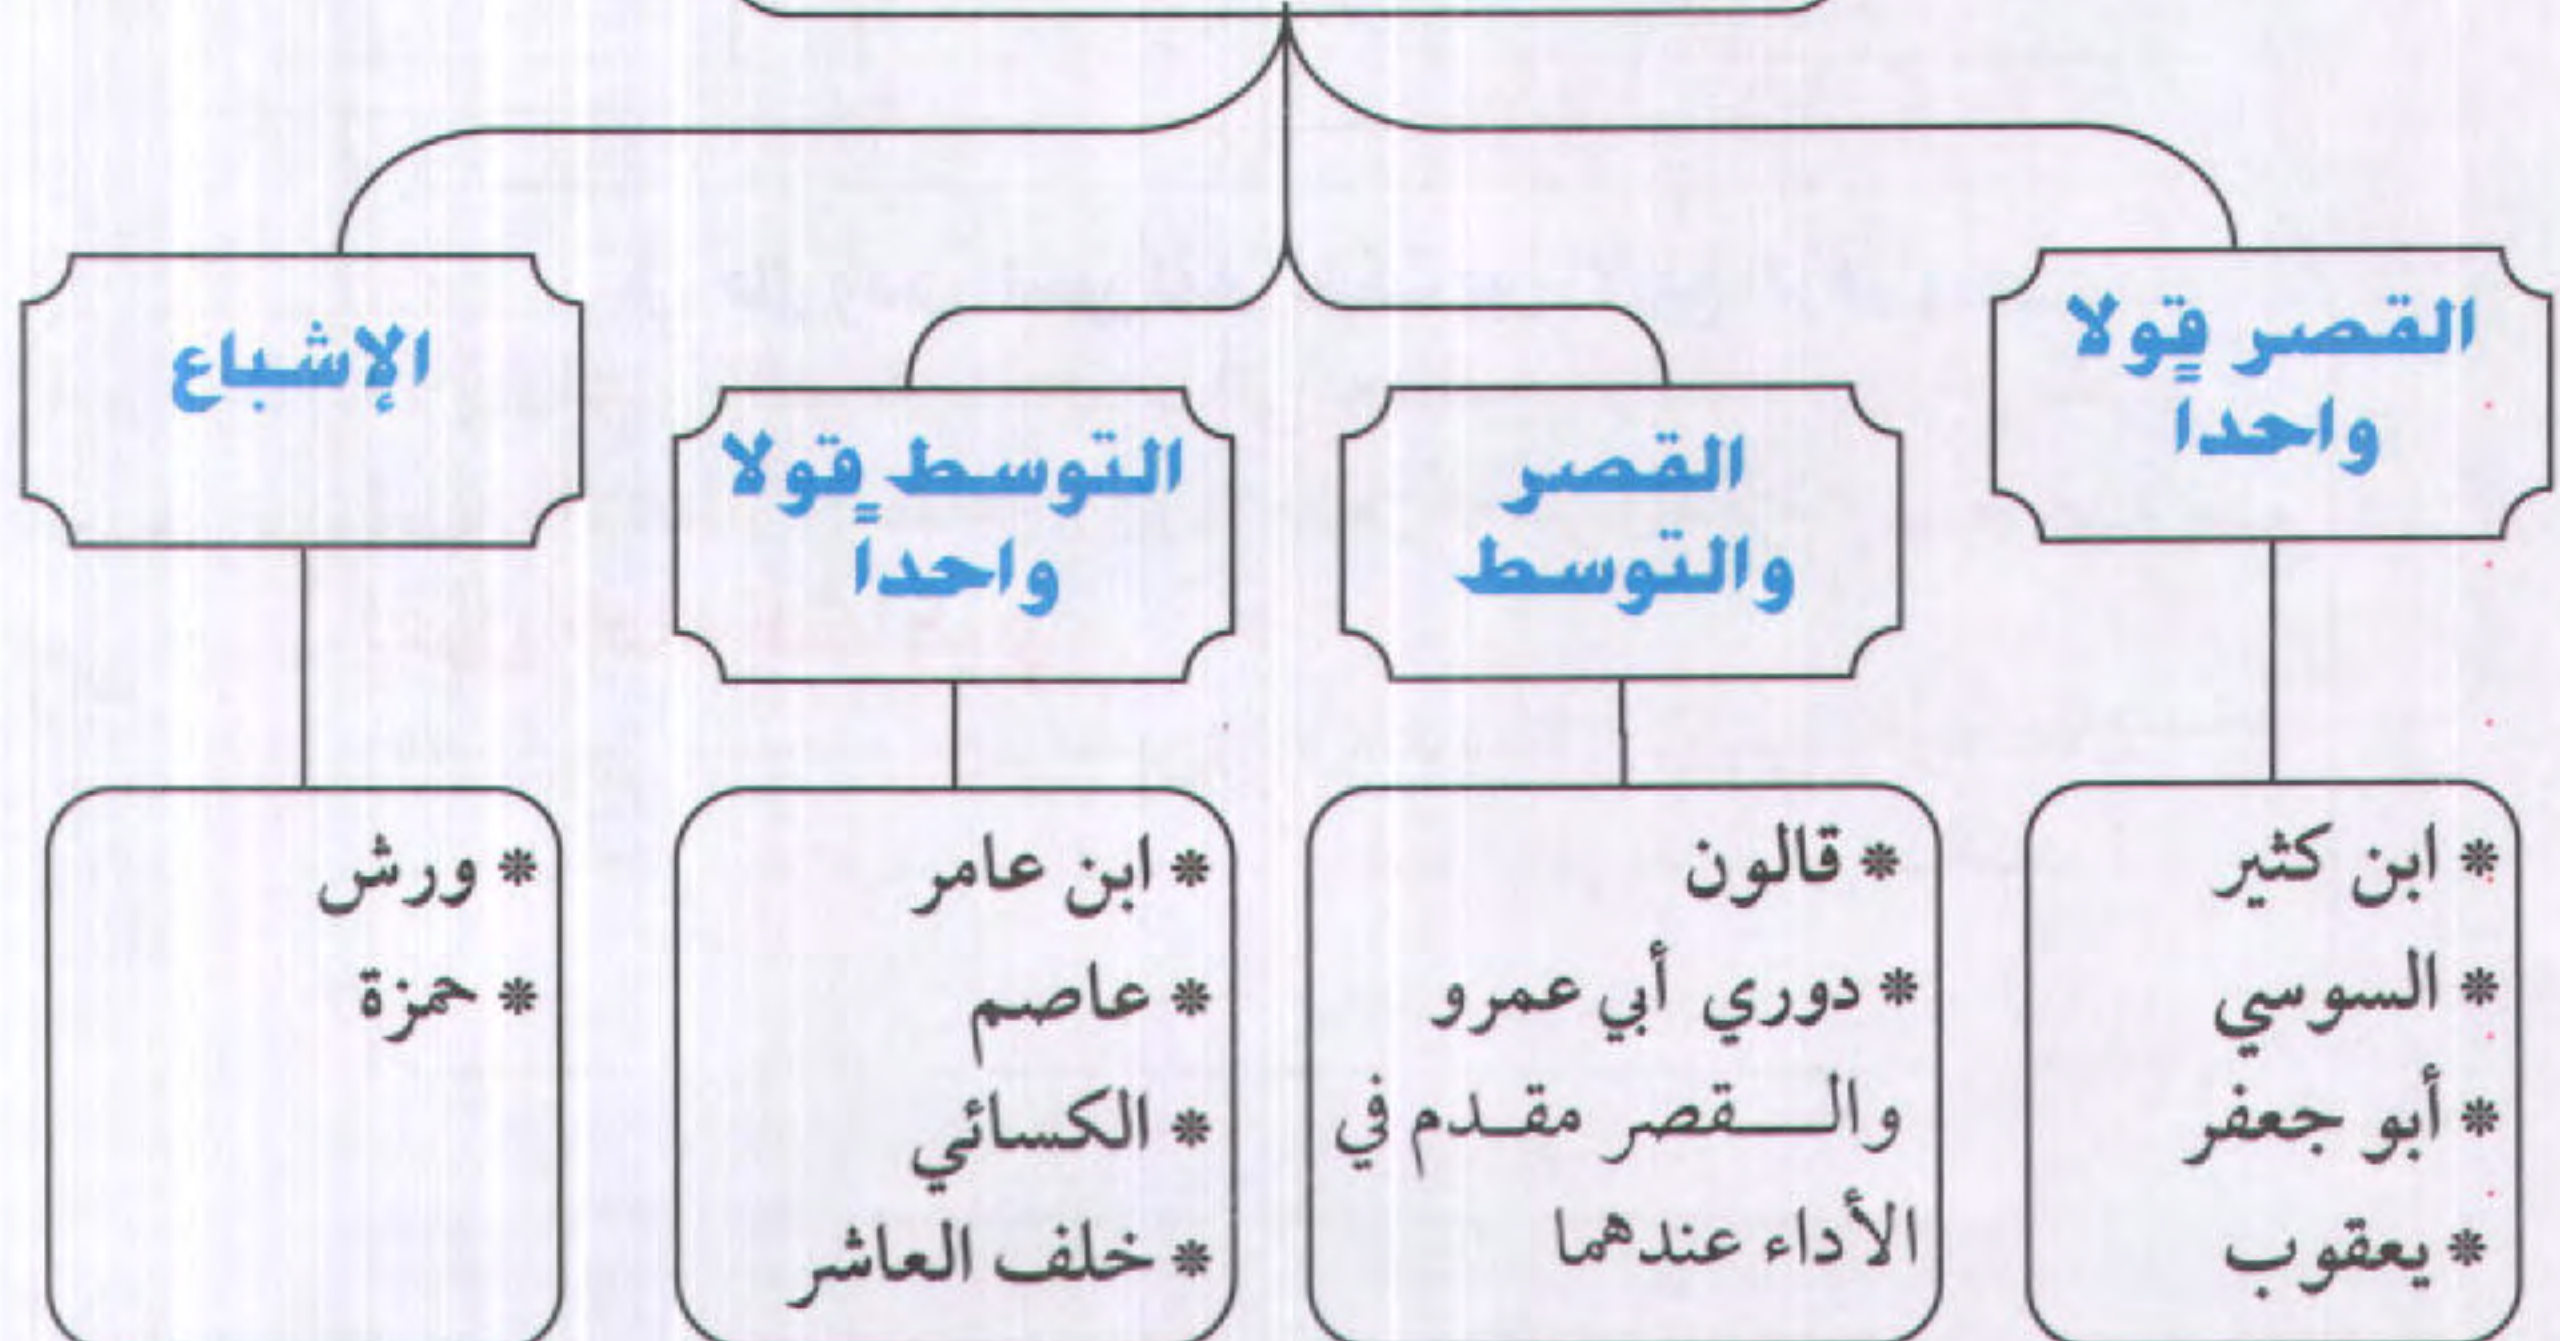 القصر قولا
واحداً
القصر
والتوسط
التوسط قولا
واحداً
الإشباع
* ابن كثير
* السوسي
* أبو جعفر
* يعقوب
* قالون
* دوري أبي عمرو
والقصر مقدم في
الأداء عندهما
* ابن عامر
* عاصم
* الكسائي
* خلف العاشر
* ورش
* حمزة